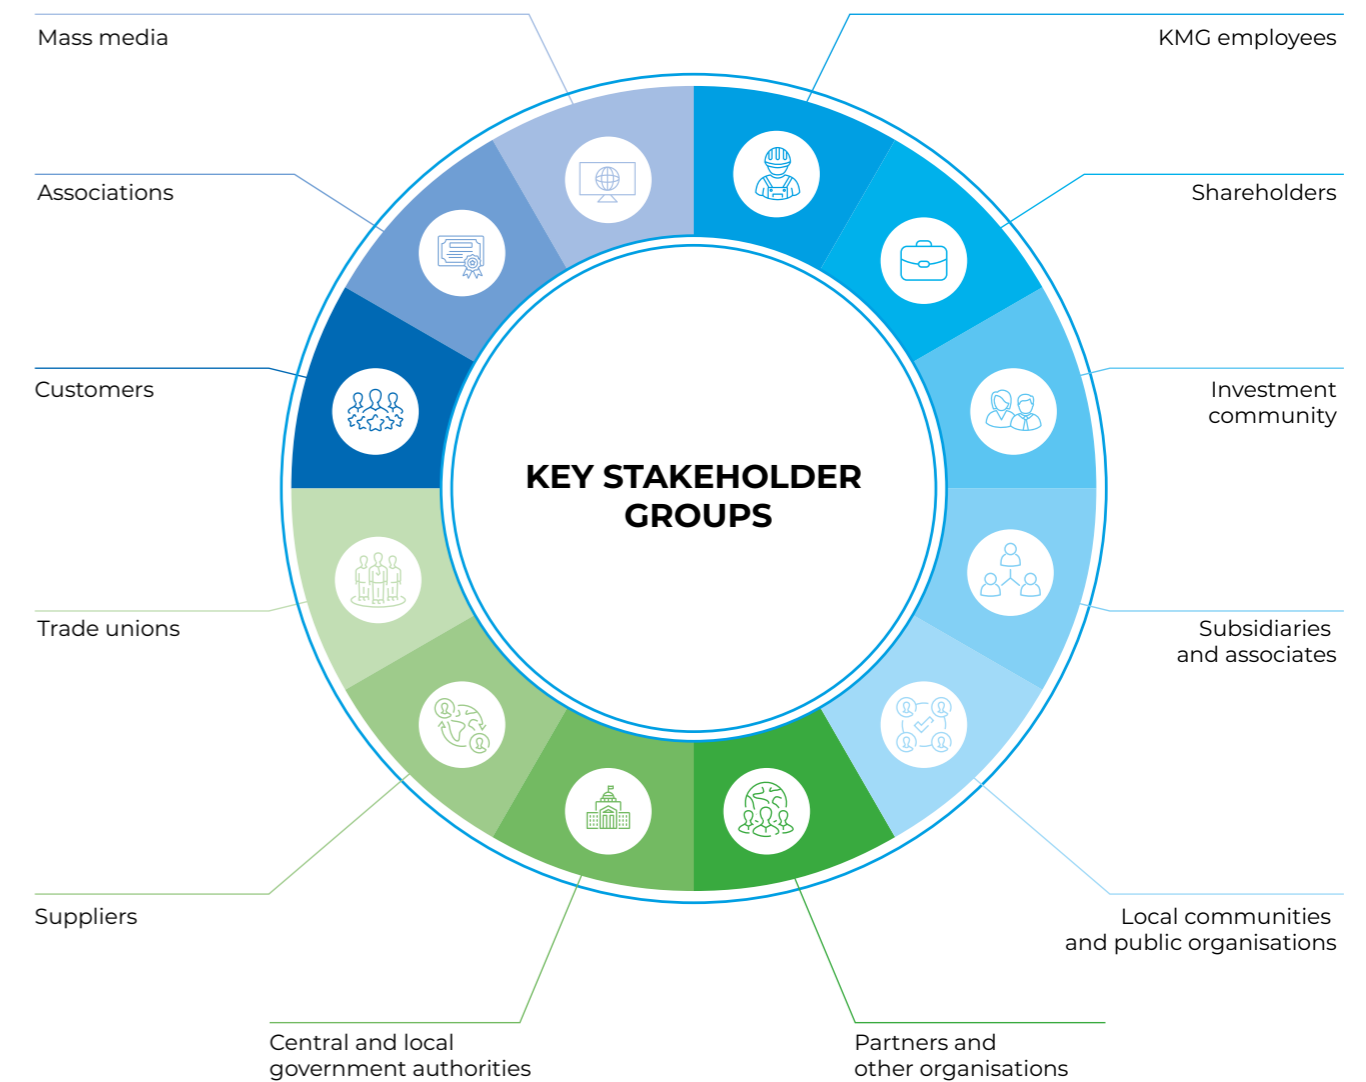 Mass media
KMG employees
Associations
Shareholders
Customers
Investment
community
KEY STAKEHOLDER
GROUPS
Trade unions
Subsidiaries
and associates
Suppliers
Local communities
and public organisations
Central and local
government authorities
Partners and
other organisations